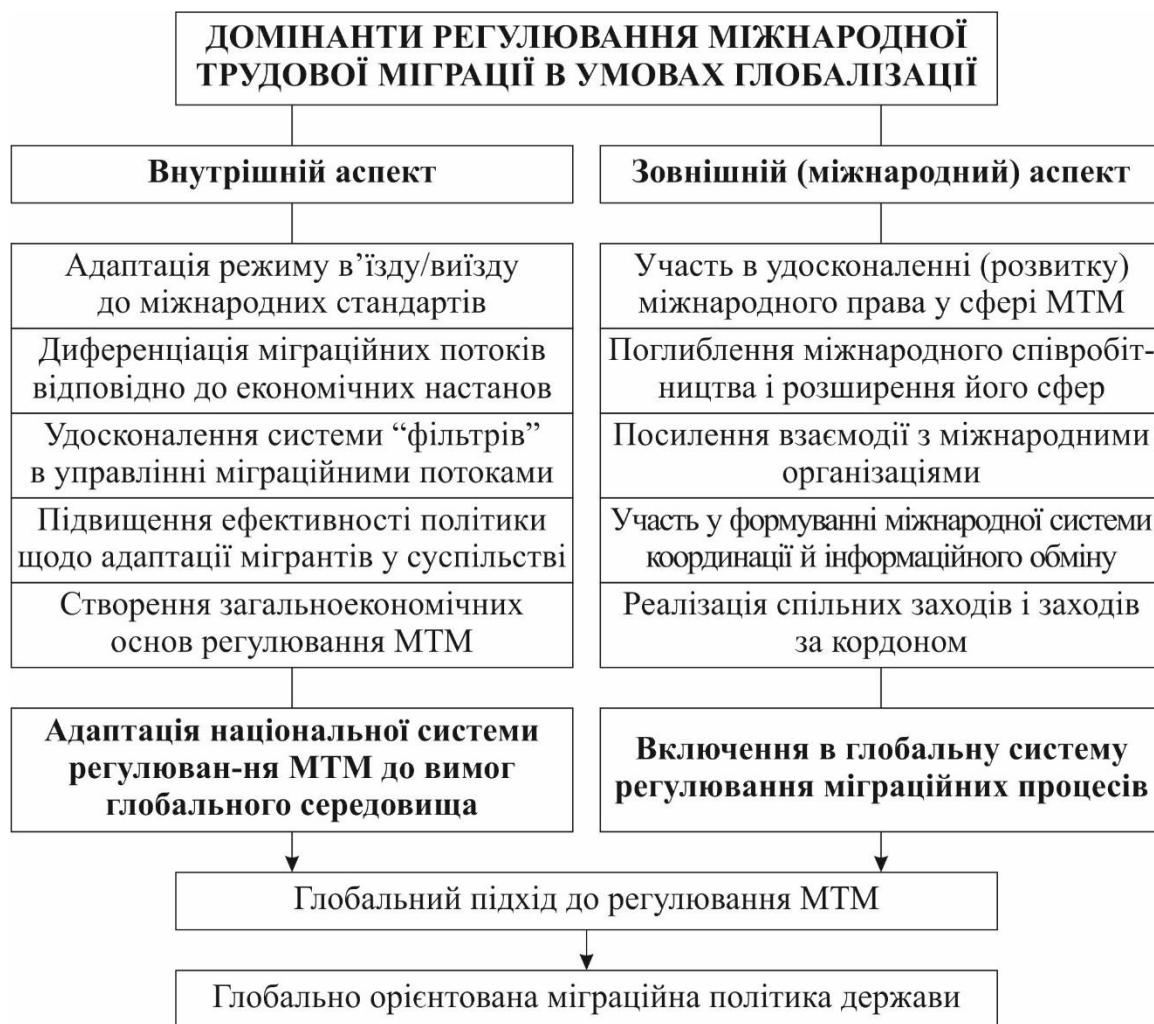 ДОМІНАНТИ РЕГУЛЮВАННЯ МІЖНАРОДНОЇ
ТРУДОВОЇ МІГРАЦІЇ В УМОВАХ ГЛОБАЛІЗАЦІЇ
Внутрішній аспект
Адаптація режиму в’їзду/виїзду
до міжнародних стандартів
Диференціація міграційних потоків
відповідно до економічних настанов
Удосконалення системи “фільтрів”
в управлінні міграційними потоками
Підвищення ефективності політики
щодо адаптації мігрантів у суспільстві
Створення загальноекономічних
основ регулювання МТМ
Адаптація національної системи
регулюван-ня МТМ до вимог
глобального середовища
Зовнішній (міжнародний) аспект
Участь в удосконаленні (розвитку)
міжнародного права у сфері МТМ
Поглиблення міжнародного співробіт-
ництва і розширення його сфер
Посилення взаємодії з міжнародними
організаціями
Участь у формуванні міжнародної системи
координації й інформаційного обміну
Реалізація спільних заходів і заходів
за кордоном
Включення в глобальну систему
регулювання міграційних процесів
Глобальний підхід до регулювання МТМ
Глобально орієнтована міграційна політика держави